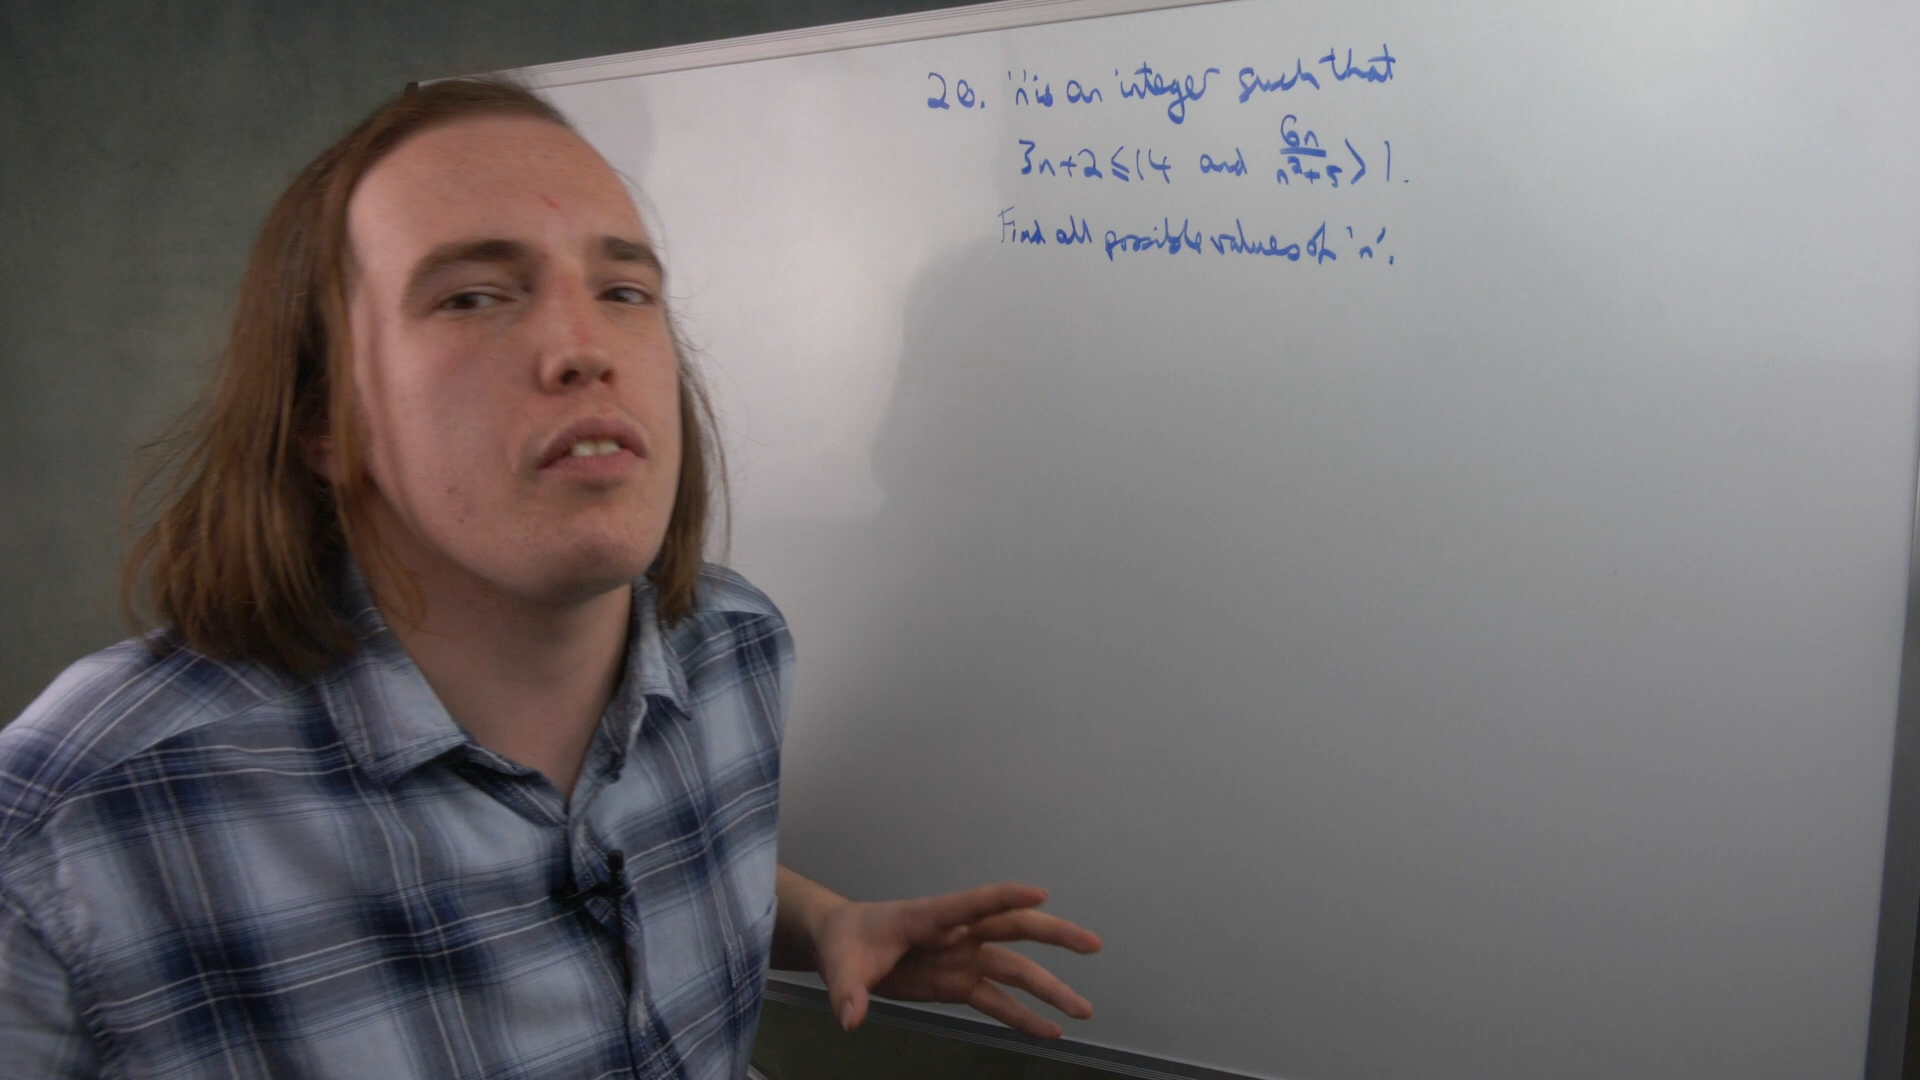 20. 'n' is an integer such that
3n+2≤14 and 6n/n²+5 > 1.
Find all possible values of 'n'.